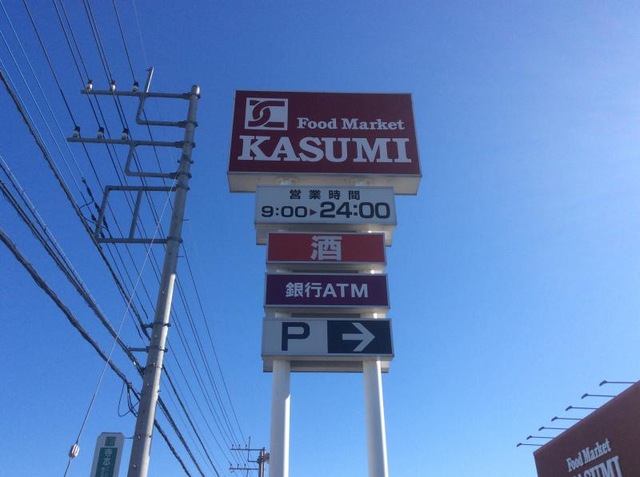 Food Market
KASUMI
営業時間
9:00▶24:00
酒
銀行ATM
P →
Food Market
KASUMI